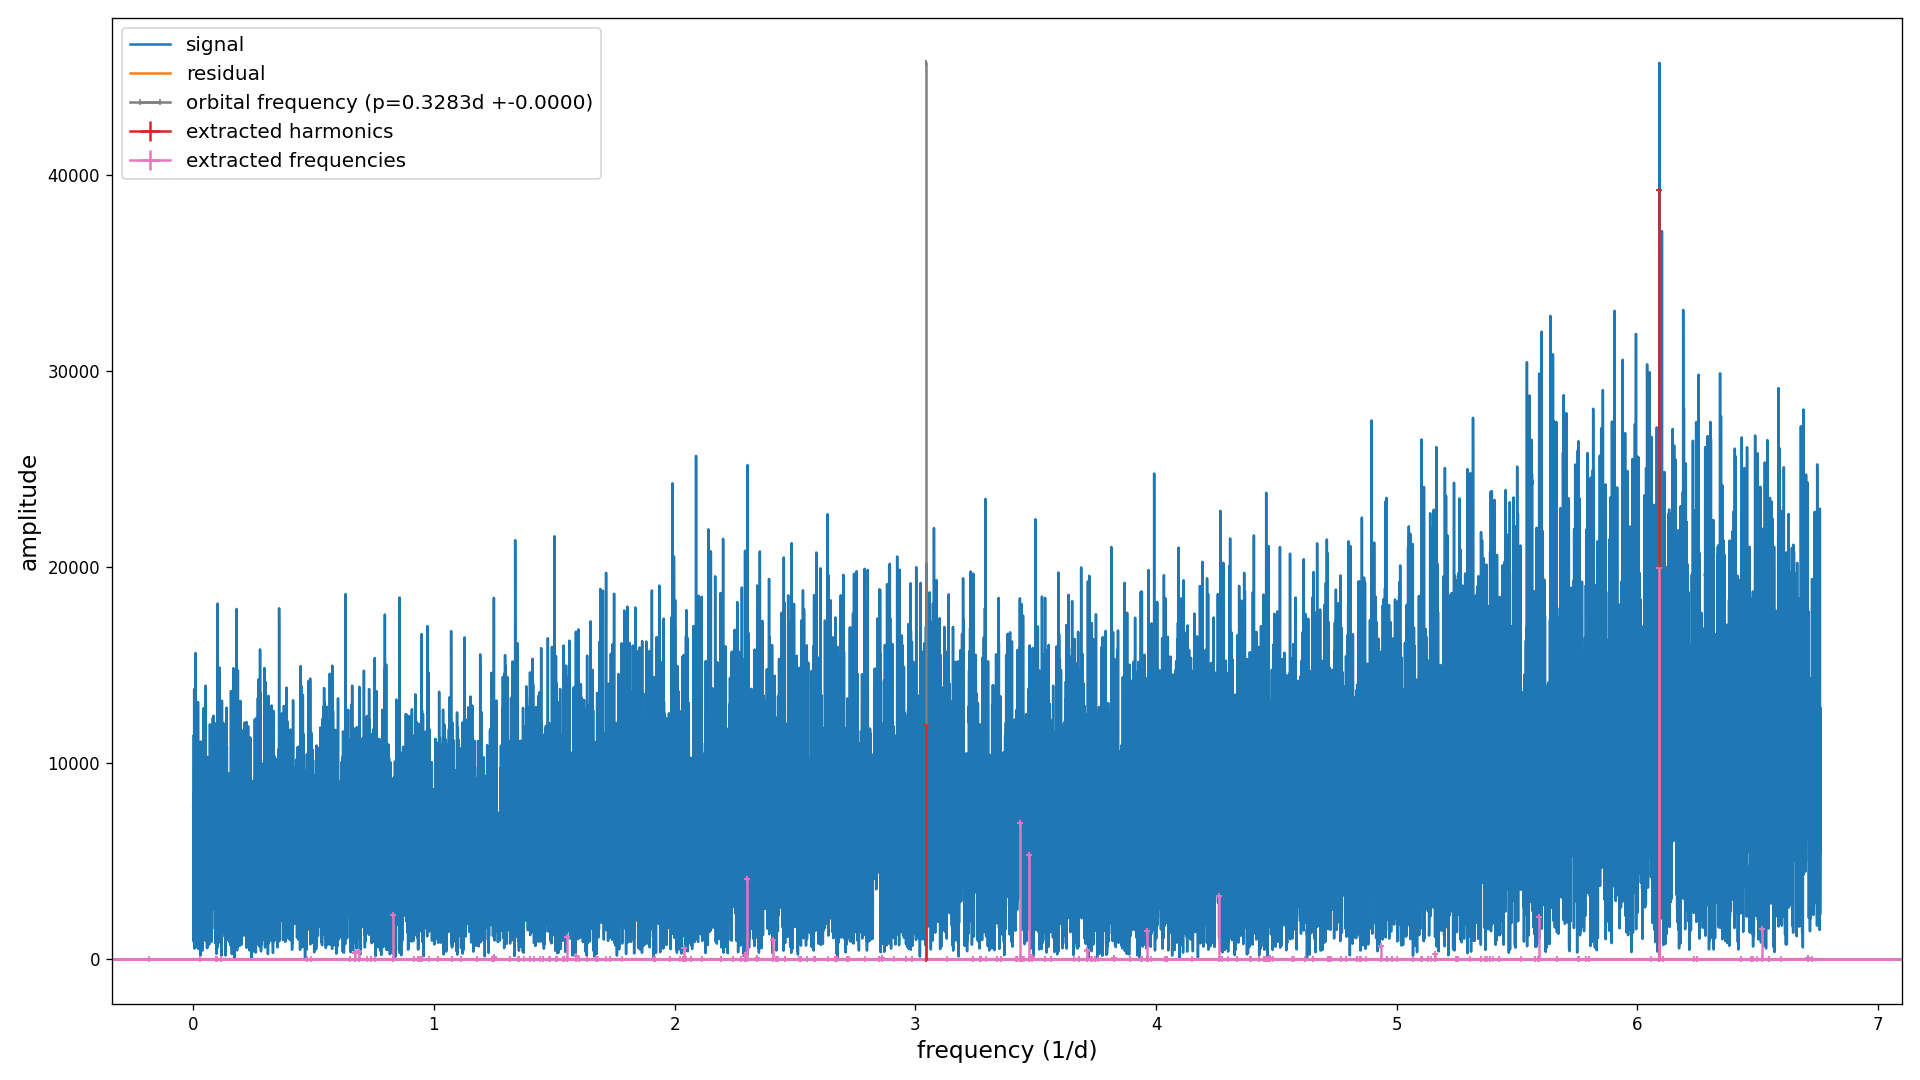 signal
residual
orbital frequency (p=0.3283d +-0.0000)
extracted harmonics
extracted frequencies
amplitude
40000
30000
20000
10000
0
0 1 2 3 4 5 6 7
frequency (1/d)